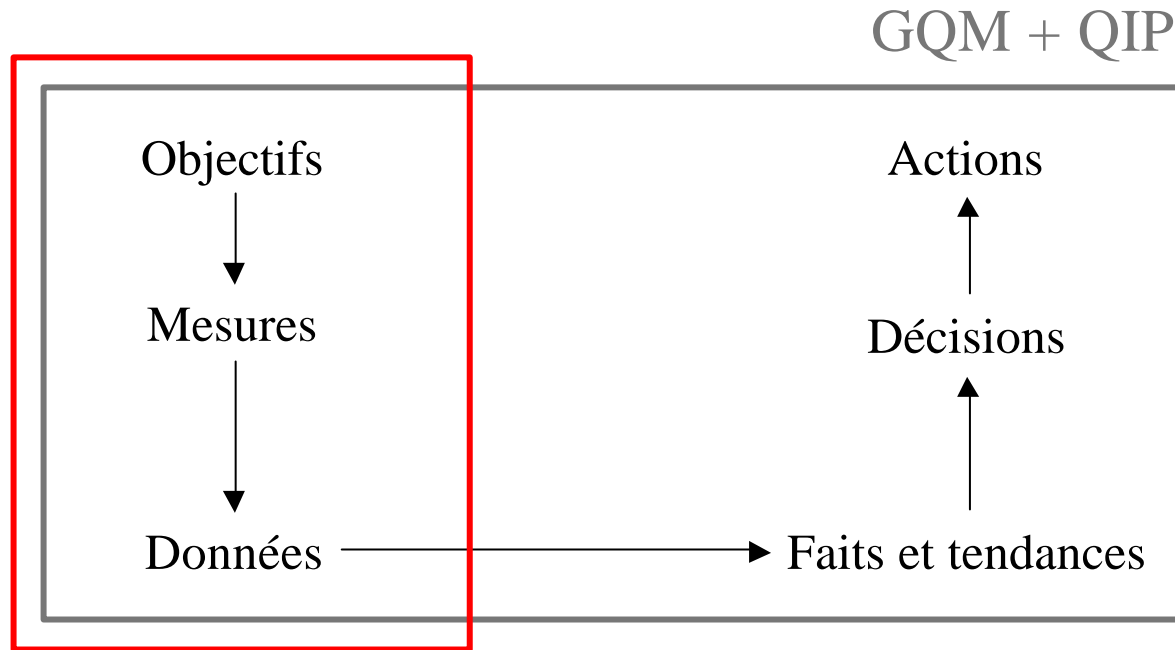 GQM + QIP
Objectifs
Actions
Mesures
Décisions
Données
Faits et tendances